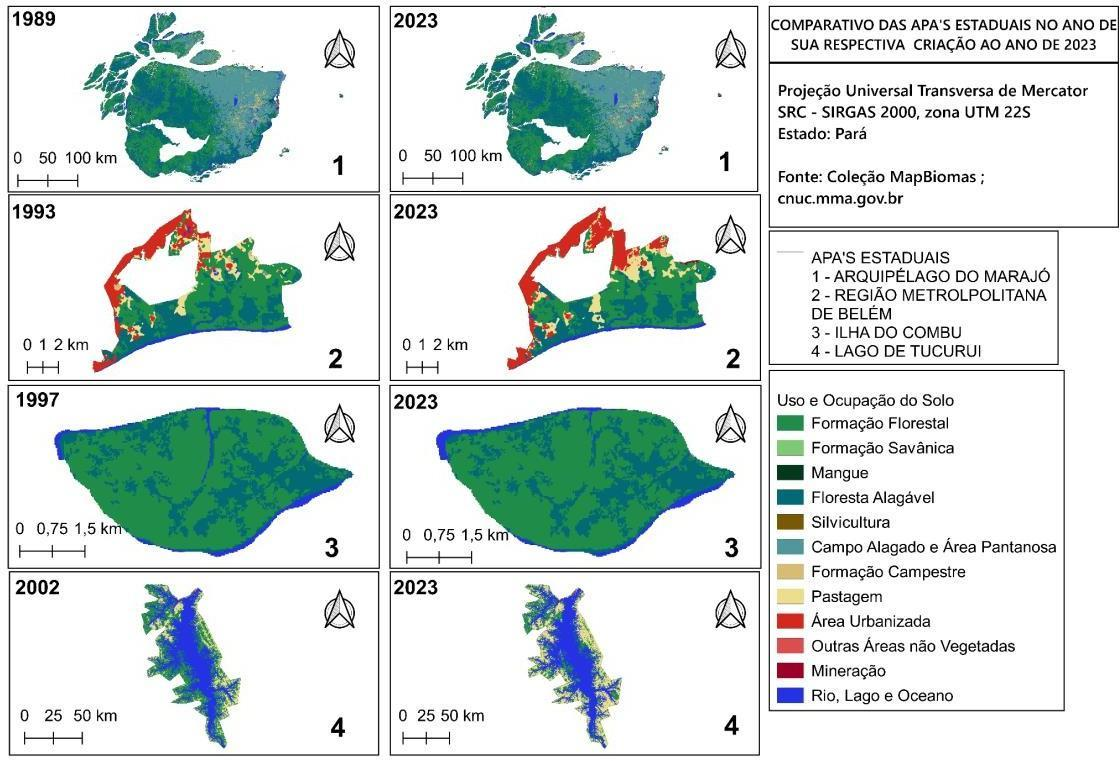 1989
0 50 100 km
1
2023
0 50 100 km
1
1993
0 1 2 km
2
2023
0 1 2 km
2
1997
0 0,75 1,5 km
3
2023
0 0,75 1,5 km
3
2002
0 25 50 km
4
2023
0 25 50 km
4
COMPARATIVO DAS APA'S ESTADUAIS NO ANO DE
SUA RESPECTIVA CRIAÇÃO AO ANO DE 2023
Projeção Universal Transversa de Mercator
SRC - SIRGAS 2000, zona UTM 22S
Estado: Pará
Fonte: Coleção MapBiomas ;
cnuc.mma.gov.br
APA'S ESTADUAIS
1 - ARQUIPÉLAGO DO MARAJÓ
2 - REGIÃO METROLPOLITANA
DE BELÉM
3 - ILHA DO COMBU
4 - LAGO DE TUCURUI
Uso e Ocupação do Solo
Formação Florestal
Formação Savânica
Mangue
Floresta Alagável
Silvicultura
Campo Alagado e Área Pantanosa
Formação Campestre
Pastagem
Área Urbanizada
Outras Áreas não Vegetadas
Mineração
Rio, Lago e Oceano